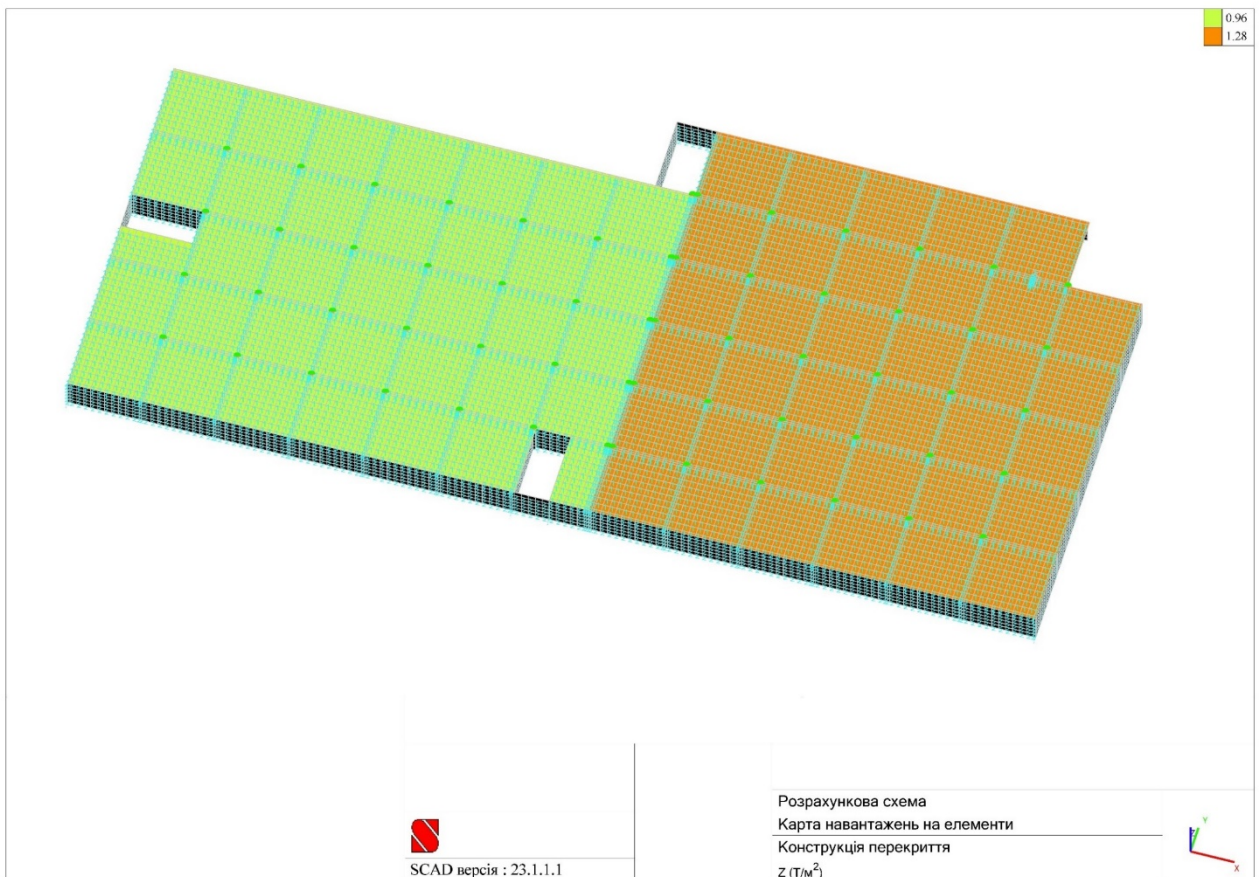 0.96
1.28
Розрахункова схема
Карта навантажень на елементи
Конструкція перекриття
Z (Т/м²)
SCAD версія : 23.1.1.1
Z
Y
X